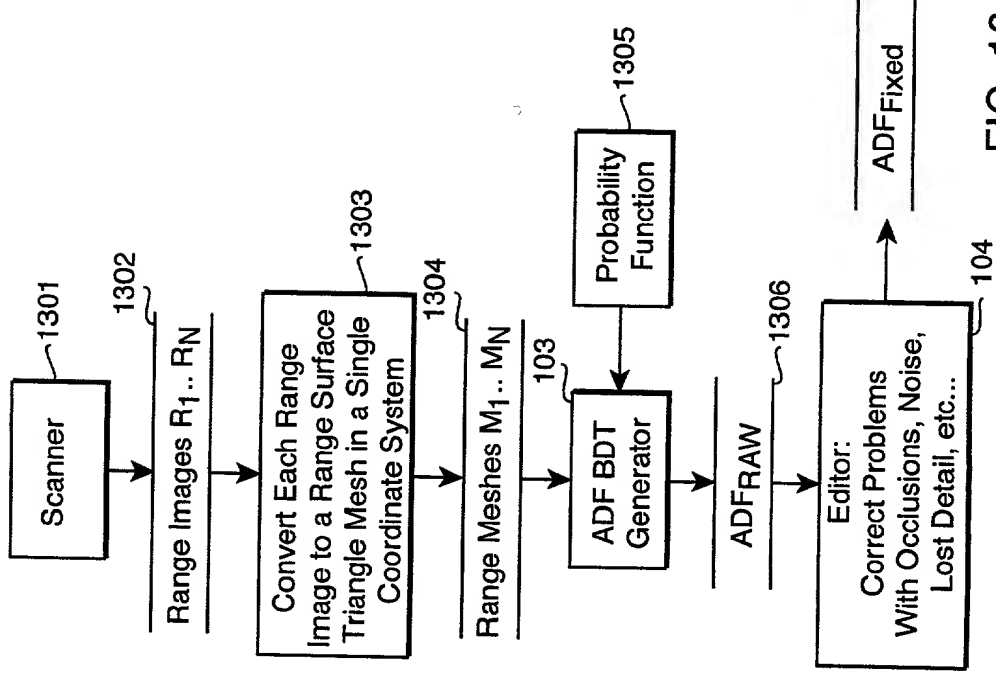 1301
Scanner
1302
Range Images R1.. RN
1303
Convert Each Range
Image to a Range Surface
Triangle Mesh in a Single
Coordinate System
1304
Range Meshes M1.. MN
103
ADF BDT
Generator
1305
Probability
Function
ADFRAW
1306
Editor:
Correct Problems
With Occlusions, Noise,
Lost Detail, etc...
104
ADFFixed
FIG.